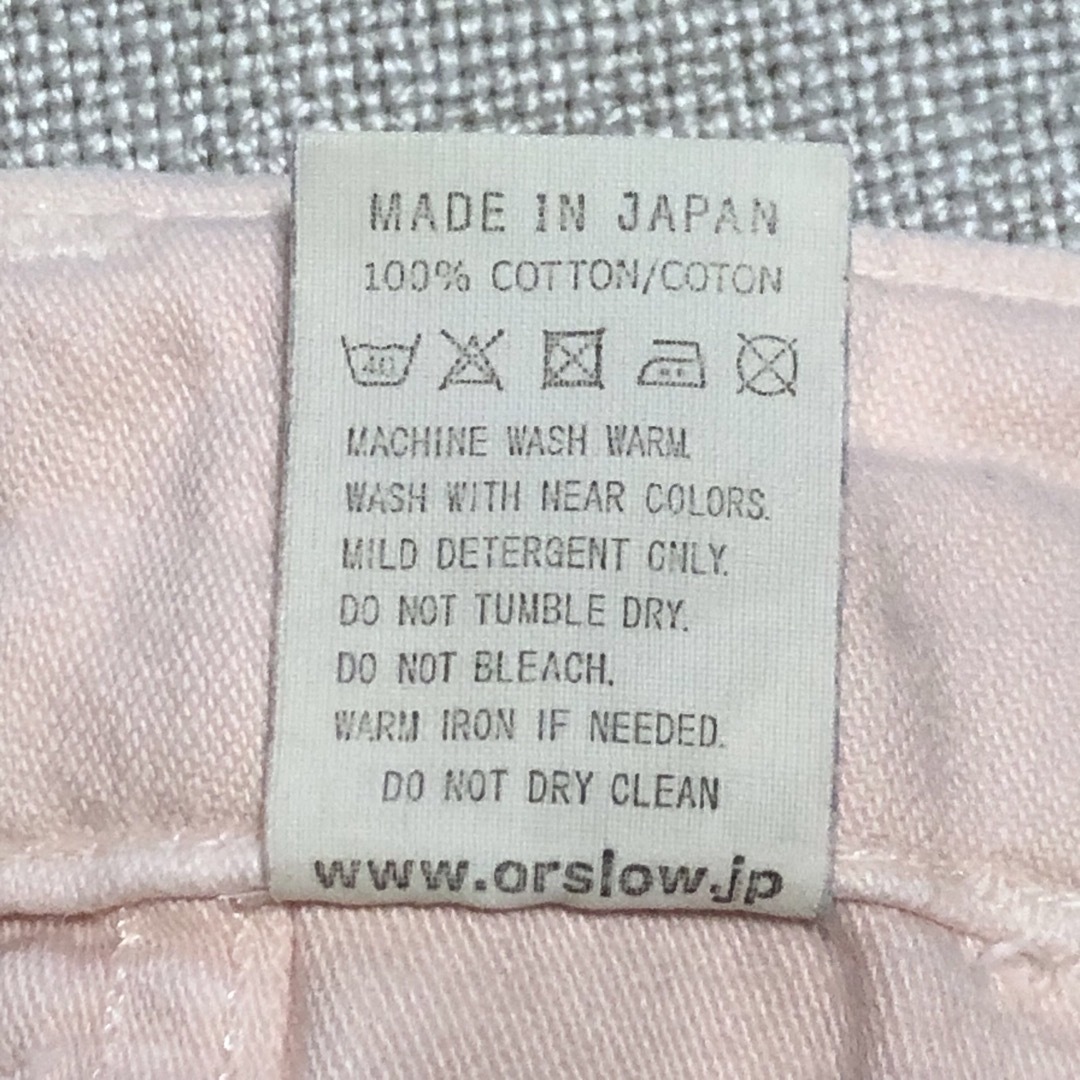 MADE IN JAPAN
100% COTTON/COTON
40
MACHINE WASH WARM.
WASH WITH NEAR COLORS.
MILD DETERGENT ONLY.
DO NOT TUMBLE DRY.
DO NOT BLEACH.
WARM IRON IF NEEDED.
DO NOT DRY CLEAN
www.orslow.jp